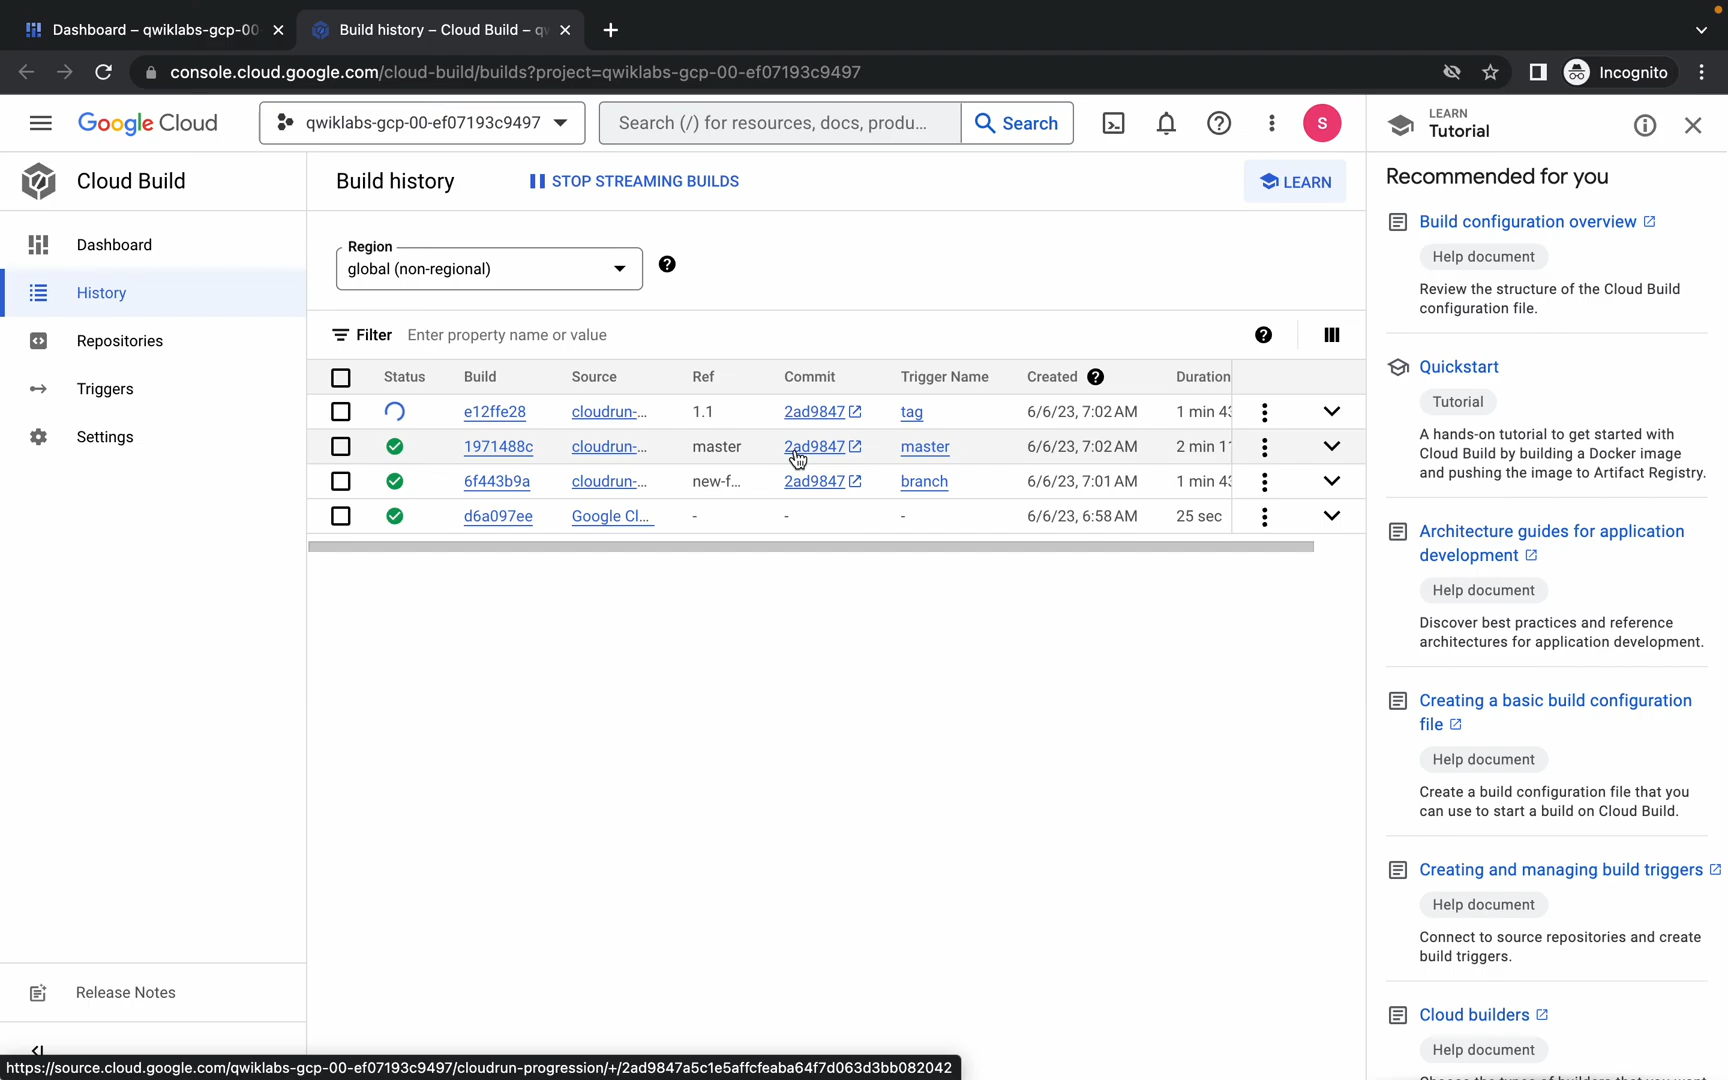 Dashboard – qwiklabs-gcp-00
Build history – Cloud Build – qw
console.cloud.google.com/cloud-build/builds?project=qwiklabs-gcp-00-ef07193c9497
Incognito
Google Cloud
qwiklabs-gcp-00-ef07193c9497
Search (/) for resources, docs, produ...
Search
S
LEARN
Tutorial
Cloud Build
Build history
STOP STREAMING BUILDS
LEARN
Dashboard
History
Repositories
Triggers
Settings
Release Notes
Region
global (non-regional)
Filter Enter property name or value
Status Build Source Ref Commit Trigger Name Created Duration
e12ffe28 cloudrun-... 1.1 2ad9847 tag 6/6/23, 7:02 AM 1 min 43
1971488c cloudrun-... master 2ad9847 master 6/6/23, 7:02 AM 2 min 11
6f443b9a cloudrun-... new-f... 2ad9847 branch 6/6/23, 7:01 AM 1 min 43
d6a097ee Google Cl... - - - 6/6/23, 6:58 AM 25 sec
Recommended for you
Build configuration overview
Help document
Review the structure of the Cloud Build
configuration file.
Quickstart
Tutorial
A hands-on tutorial to get started with
Cloud Build by building a Docker image
and pushing the image to Artifact Registry.
Architecture guides for application
development
Help document
Discover best practices and reference
architectures for application development.
Creating a basic build configuration
file
Help document
Create a build configuration file that you
can use to start a build on Cloud Build.
Creating and managing build triggers
Help document
Connect to source repositories and create
build triggers.
Cloud builders
Help document
https://source.cloud.google.com/qwiklabs-gcp-00-ef07193c9497/cloudrun-progression/+/2ad9847a5c1e5affcfeaba64f7d063d3bb082042